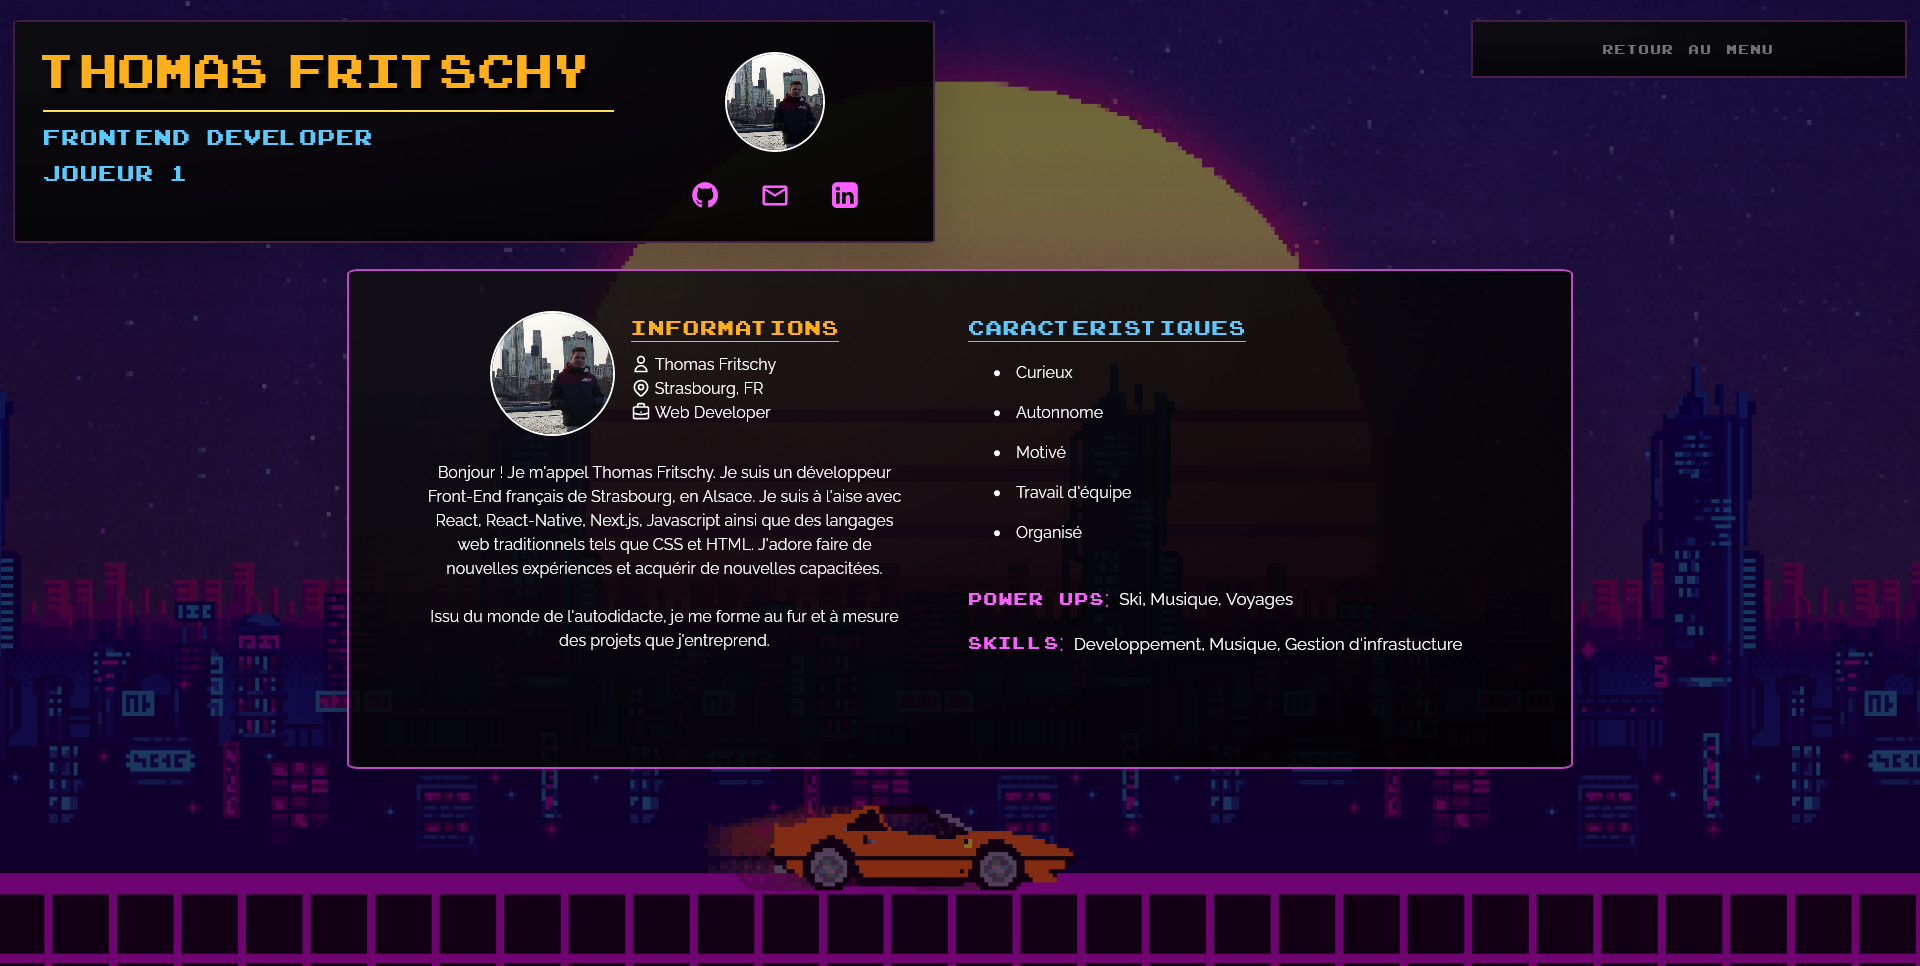 THOMAS FRITSCHY
FRONTEND DEVELOPER
JOUEUR 1
RETOUR AU MENU
INFORMATIONS
Thomas Fritschy
Strasbourg, FR
Web Developer
Bonjour ! Je m'appel Thomas Fritschy. Je suis un développeur
Front-End français de Strasbourg, en Alsace. Je suis à l'aise avec
React, React-Native, Next.js, Javascript ainsi que des langages
web traditionnels tels que CSS et HTML. J'adore faire de
nouvelles expériences et acquérir de nouvelles capacitées.
Issu du monde de l'autodidacte, je me forme au fur et à mesure
des projets que j'entreprend.
CARACTERISTIQUES
• Curieux
• Autonnome
• Motivé
• Travail d'équipe
• Organisé
POWER UPS: Ski, Musique, Voyages
SKILLS: Developpement, Musique, Gestion d'infrastucture